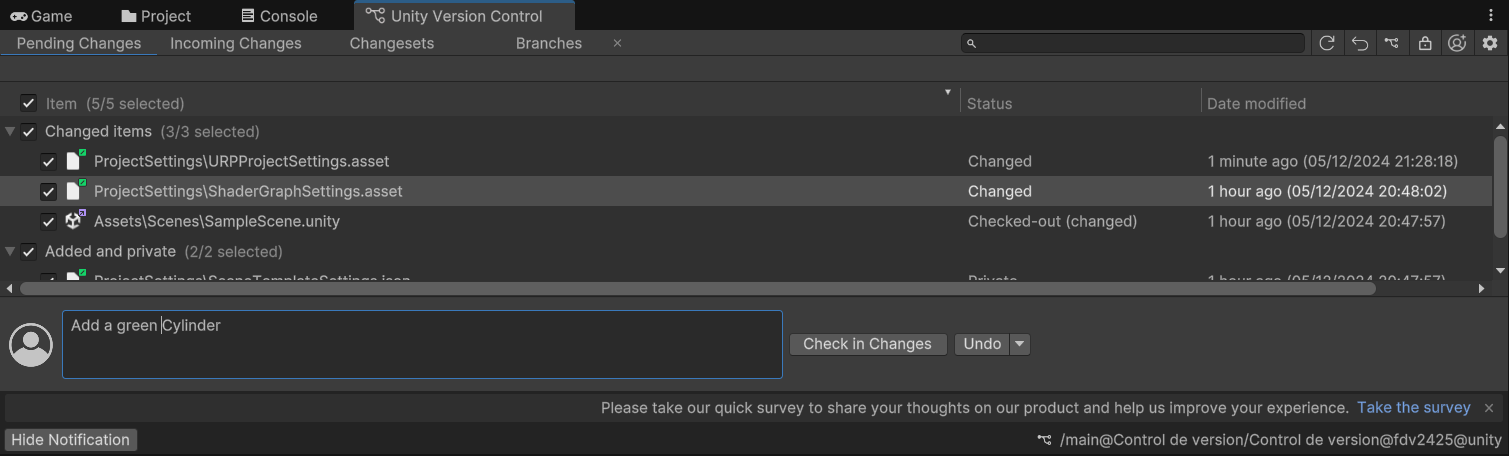 Game Project Console Unity Version Control
Pending Changes Incoming Changes Changesets Branches ×
Item (5/5 selected) Status Date modified
Changed items (3/3 selected)
ProjectSettings\URPProjectSettings.asset Changed 1 minute ago (05/12/2024 21:28:18)
ProjectSettings\ShaderGraphSettings.asset Changed 1 hour ago (05/12/2024 20:48:02)
Assets\Scenes\SampleScene.unity Checked-out (changed) 1 hour ago (05/12/2024 20:47:57)
Added and private (2/2 selected)
ProjectSettings\SceneTemplateSettings.json Private 1 hour ago (05/12/2024 20:47:57)
Add a green Cylinder
Check in Changes Undo
Please take our quick survey to share your thoughts on our product and help us improve your experience. Take the survey ×
Hide Notification /main@Control de version/Control de version@fdv2425@unity